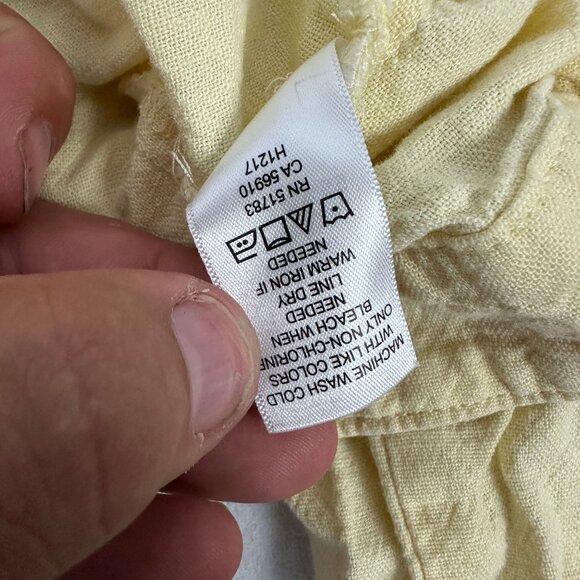 MACHINE WASH COLD
WITH LIKE COLORS
ONLY NON-CHLORINE
BLEACH WHEN
NEEDED
LINE DRY
WARM IRON IF
NEEDED
RN 51783
CA 56910
H1217